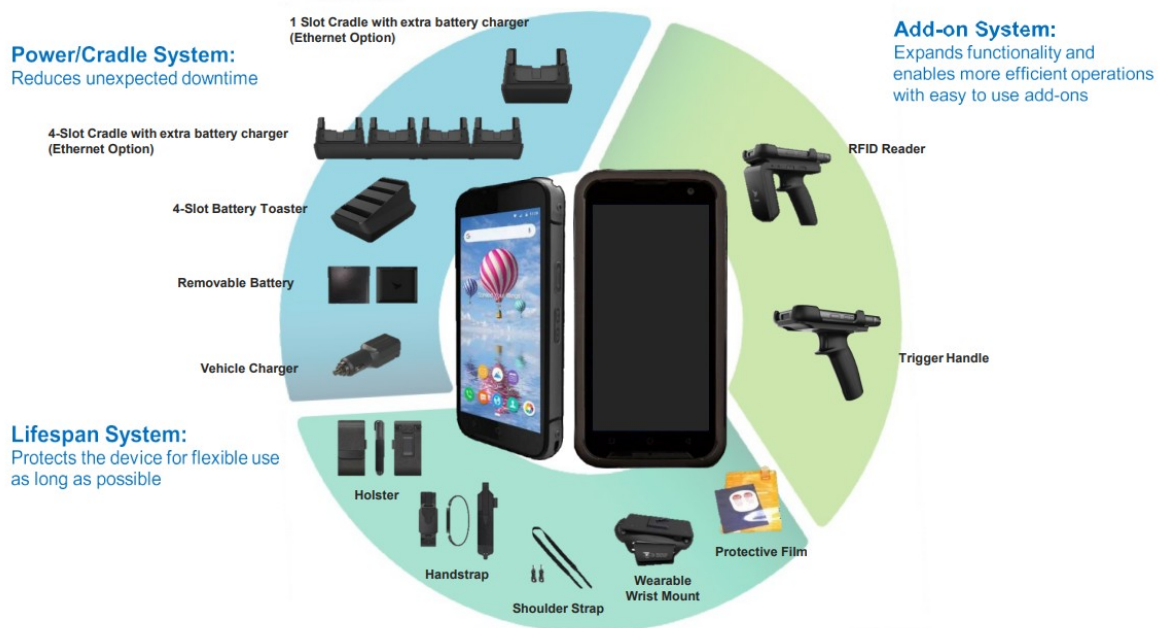 1 Slot Cradle with extra battery charger
(Ethernet Option)
Power/Cradle System:
Reduces unexpected downtime
4-Slot Cradle with extra battery charger
(Ethernet Option)
4-Slot Battery Toaster
Removable Battery
Vehicle Charger
Add-on System:
Expands functionality and
enables more efficient operations
with easy to use add-ons
RFID Reader
Trigger Handle
Lifespan System:
Protects the device for flexible use
as long as possible
Holster
Handstrap
Shoulder Strap
Wearable
Wrist Mount
Protective Film